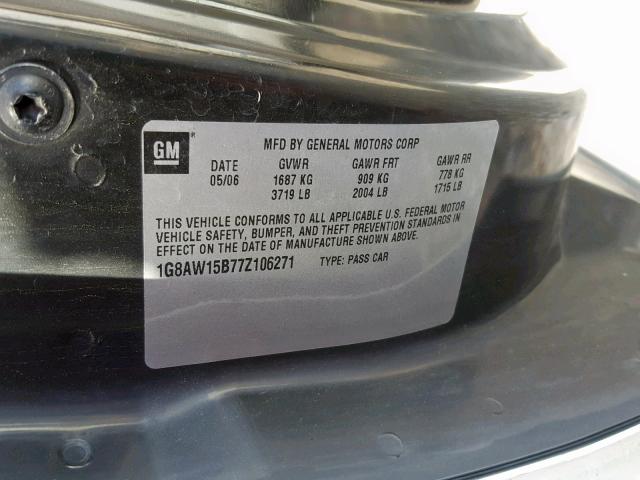 GM ®
MFD BY GENERAL MOTORS CORP
DATE GVWR GAWR FRT GAWR RR
05/06 1687 KG 909 KG 778 KG
3719 LB 2004 LB 1715 LB
THIS VEHICLE CONFORMS TO ALL APPLICABLE U.S. FEDERAL MOTOR
VEHICLE SAFETY, BUMPER, AND THEFT PREVENTION STANDARDS IN
EFFECT ON THE DATE OF MANUFACTURE SHOWN ABOVE.
1G8AW15B77Z106271 TYPE: PASS CAR